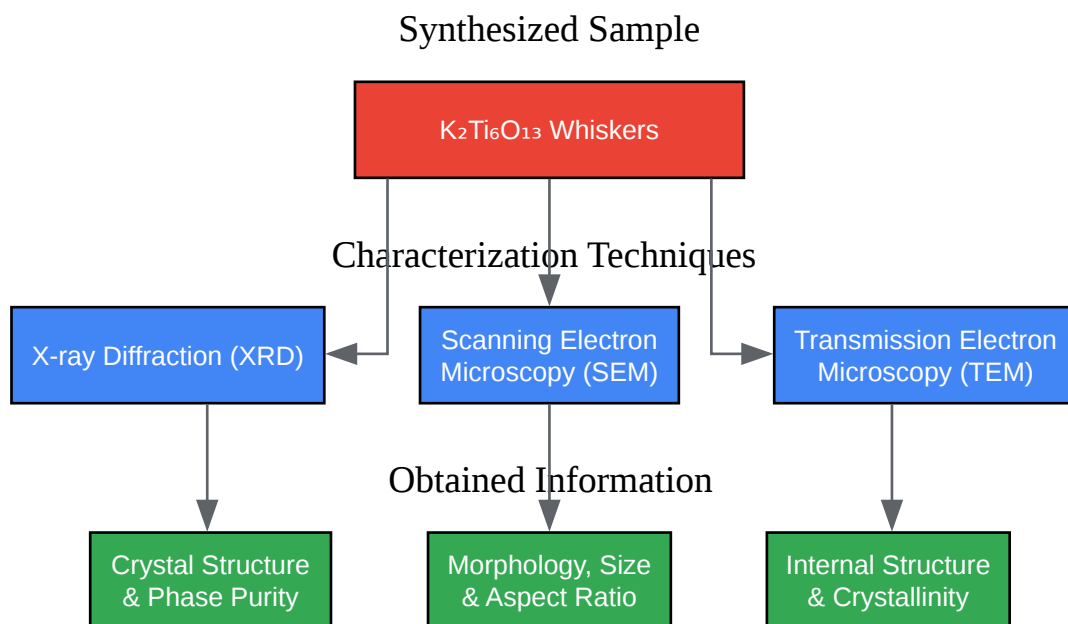 Synthesized Sample
K₂Ti₆O₁₃ Whiskers
Characterization Techniques
X-ray Diffraction (XRD)
Scanning Electron
Microscopy (SEM)
Transmission Electron
Microscopy (TEM)
Obtained Information
Crystal Structure
& Phase Purity
Morphology, Size
& Aspect Ratio
Internal Structure
& Crystallinity